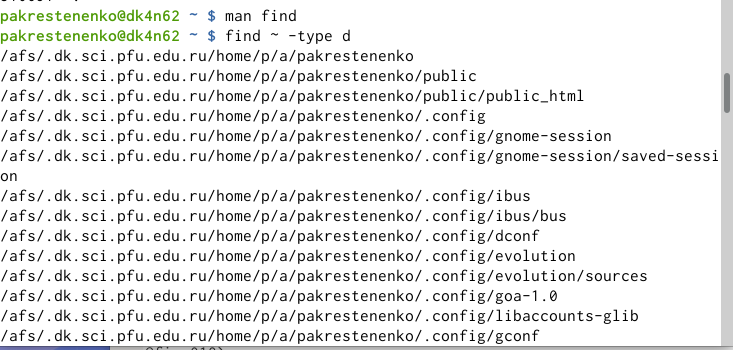 pakrestenenko@dk4n62 ~ $ man find
pakrestenenko@dk4n62 ~ $ find ~ -type d
/afs/.dk.sci.pfu.edu.ru/home/p/a/pakrestenenko
/afs/.dk.sci.pfu.edu.ru/home/p/a/pakrestenenko/public
/afs/.dk.sci.pfu.edu.ru/home/p/a/pakrestenenko/public/public_html
/afs/.dk.sci.pfu.edu.ru/home/p/a/pakrestenenko/.config
/afs/.dk.sci.pfu.edu.ru/home/p/a/pakrestenenko/.config/gnome-session
/afs/.dk.sci.pfu.edu.ru/home/p/a/pakrestenenko/.config/gnome-session/saved-sessi
on
/afs/.dk.sci.pfu.edu.ru/home/p/a/pakrestenenko/.config/ibus
/afs/.dk.sci.pfu.edu.ru/home/p/a/pakrestenenko/.config/ibus/bus
/afs/.dk.sci.pfu.edu.ru/home/p/a/pakrestenenko/.config/dconf
/afs/.dk.sci.pfu.edu.ru/home/p/a/pakrestenenko/.config/evolution
/afs/.dk.sci.pfu.edu.ru/home/p/a/pakrestenenko/.config/evolution/sources
/afs/.dk.sci.pfu.edu.ru/home/p/a/pakrestenenko/.config/goa-1.0
/afs/.dk.sci.pfu.edu.ru/home/p/a/pakrestenenko/.config/libaccounts-glib
/afs/.dk.sci.pfu.edu.ru/home/p/a/pakrestenenko/.config/gconf